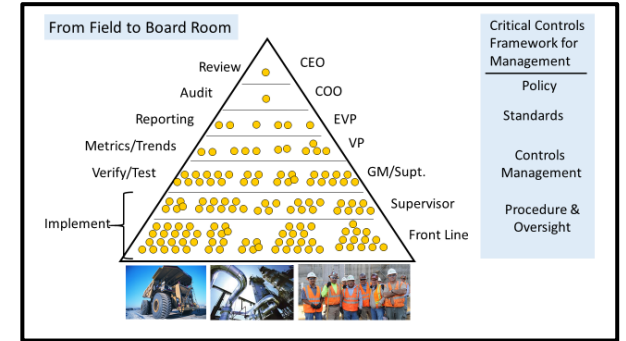 From Field to Board Room
Review
CEO
Audit
COO
Reporting
EVP
Metrics/Trends
VP
Verify/Test
GM/Supt.
Supervisor
Implement
Front Line
Critical Controls
Framework for
Management
Policy
Standards
Controls
Management
Procedure &
Oversight